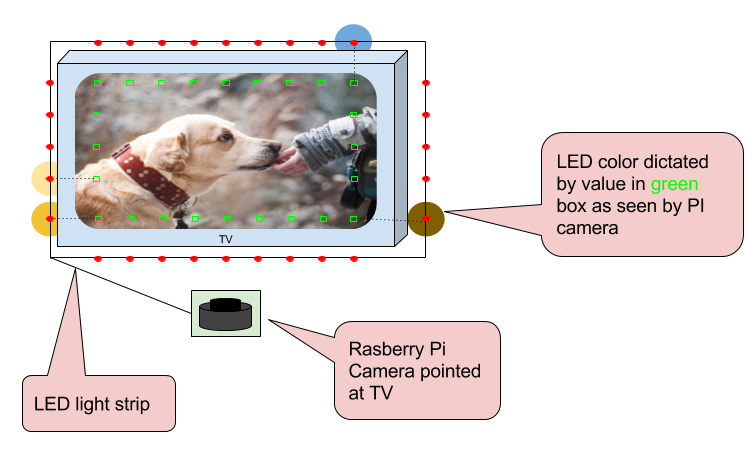 LED color dictated
by value in green
box as seen by PI
camera
TV
Rasberry Pi
Camera pointed
at TV
LED light strip